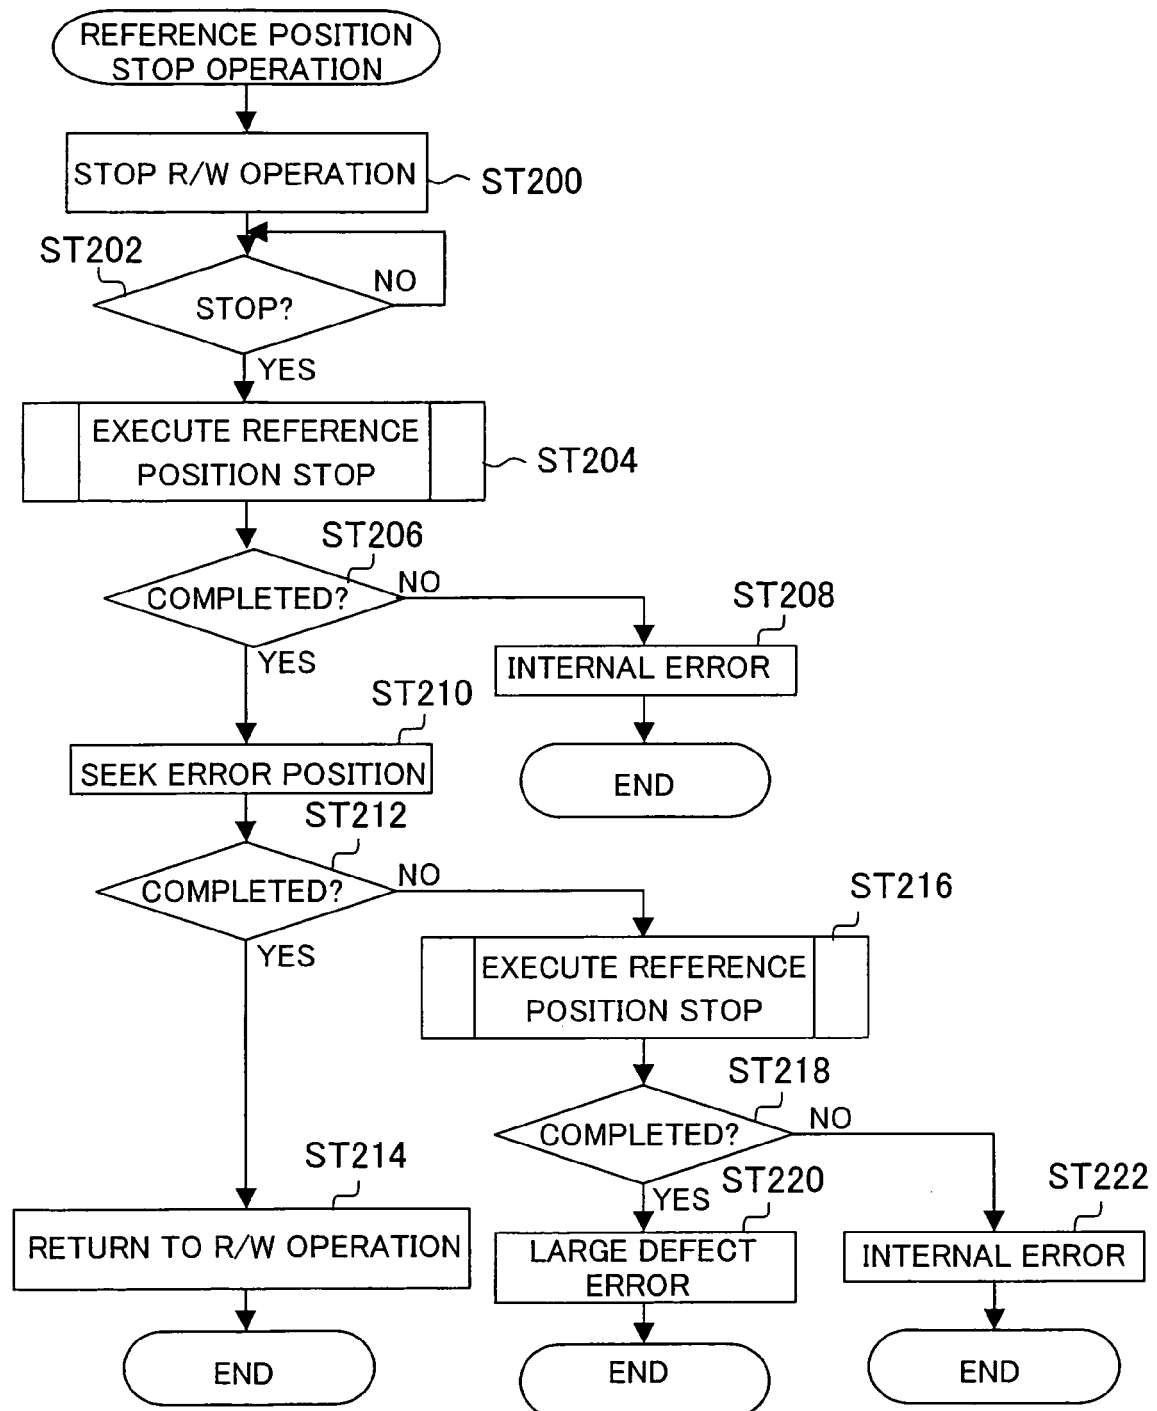 REFERENCE POSITION
STOP OPERATION
STOP R/W OPERATION
ST200
ST202
NO
STOP?
YES
EXECUTE REFERENCE
POSITION STOP
ST204
ST206
COMPLETED?
NO
YES
ST208
INTERNAL ERROR
END
ST210
SEEK ERROR POSITION
ST212
COMPLETED?
NO
YES
ST216
EXECUTE REFERENCE
POSITION STOP
ST218
COMPLETED?
NO
YES
ST214
RETURN TO R/W OPERATION
END
ST220
LARGE DEFECT
ERROR
END
ST222
INTERNAL ERROR
END